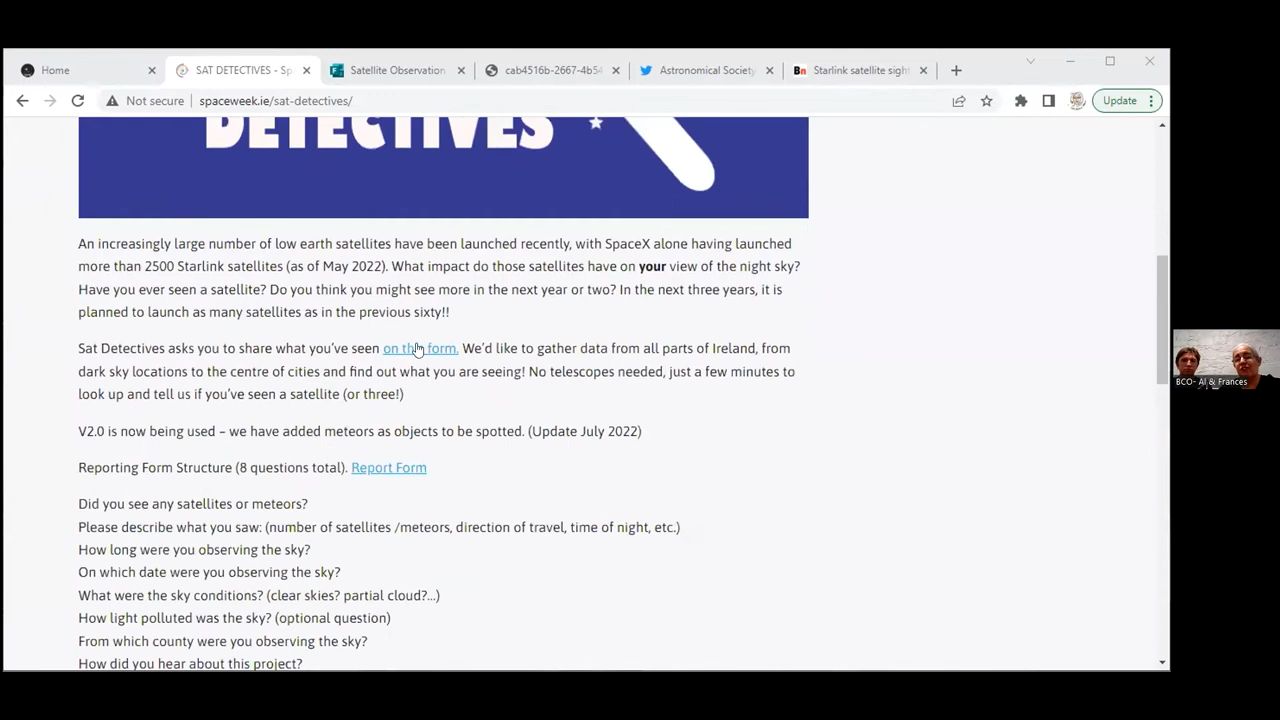 Home
SAT DETECTIVES - Sp
Satellite Observation
cab4516b-2667-4b54
Astronomical Society
Bn
Starlink satellite sigh
Not secure
spaceweek.ie/sat-detectives/
Update
DETECTIVES
An increasingly large number of low earth satellites have been launched recently, with SpaceX alone having launched
more than 2500 Starlink satellites (as of May 2022). What impact do those satellites have on your view of the night sky?
Have you ever seen a satellite? Do you think you might see more in the next year or two? In the next three years, it is
planned to launch as many satellites as in the previous sixty!!
Sat Detectives asks you to share what you've seen on the form. We'd like to gather data from all parts of Ireland, from
dark sky locations to the centre of cities and find out what you are seeing! No telescopes needed, just a few minutes to
look up and tell us if you've seen a satellite (or three!)
V2.0 is now being used – we have added meteors as objects to be spotted. (Update July 2022)
Reporting Form Structure (8 questions total). Report Form
Did you see any satellites or meteors?
Please describe what you saw: (number of satellites /meteors, direction of travel, time of night, etc.)
How long were you observing the sky?
On which date were you observing the sky?
What were the sky conditions? (clear skies? partial cloud?...)
How light polluted was the sky? (optional question)
From which county were you observing the sky?
How did you hear about this project?
BCO- Al & Frances